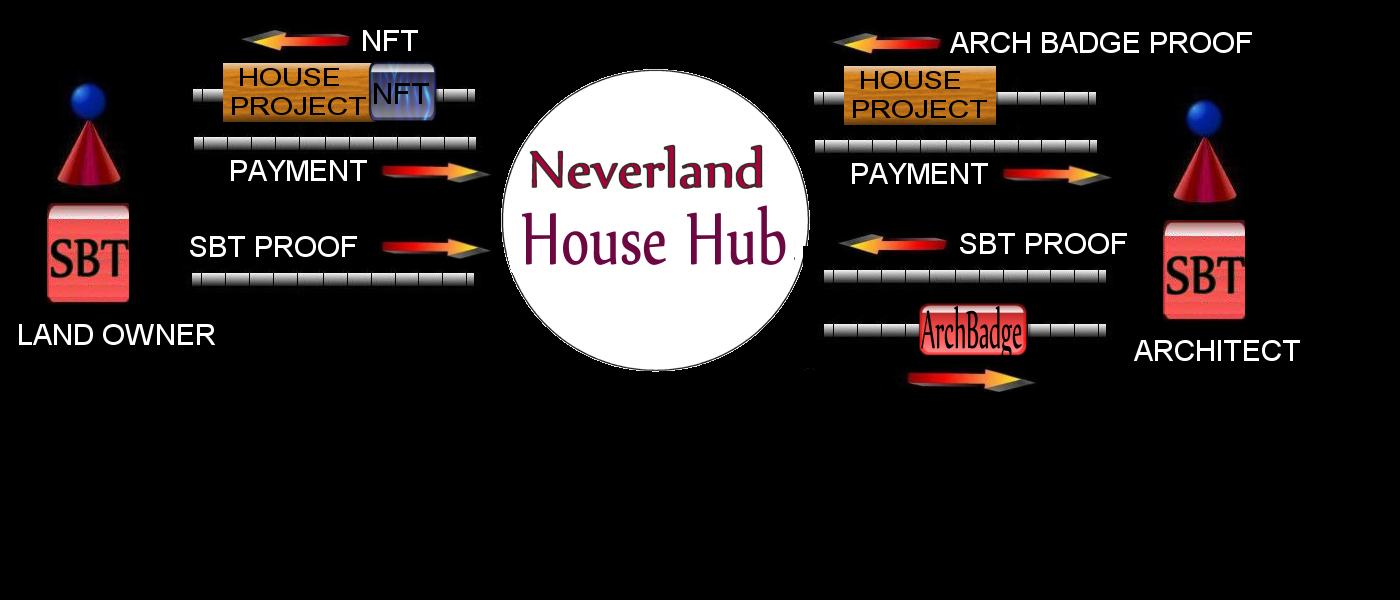 NFT
HOUSE
PROJECT
NFT
PAYMENT
SBT PROOF
SBT
LAND OWNER
Neverland
House Hub
ARCH BADGE PROOF
HOUSE
PROJECT
PAYMENT
SBT PROOF
SBT
ArchBadge
ARCHITECT